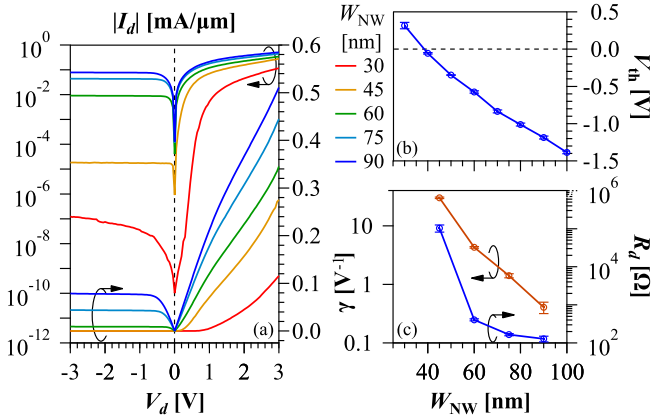 |I_d| [mA/μm]
W_NW
[nm]
30
45
60
75
90
10^0
10^-2
10^-4
10^-6
10^-8
10^-10
10^-12
0.6
0.5
0.4
0.3
0.2
0.1
0.0
(a)
-3 -2 -1 0 1 2 3
V_d [V]
0.5
0.0
-0.5
-1.0
-1.5
V_th [V]
(b)
10
1
0.1
γ [V^-1]
10^6
10^4
10^2
R_d [Ω]
(c)
40 60 80 100
W_NW [nm]